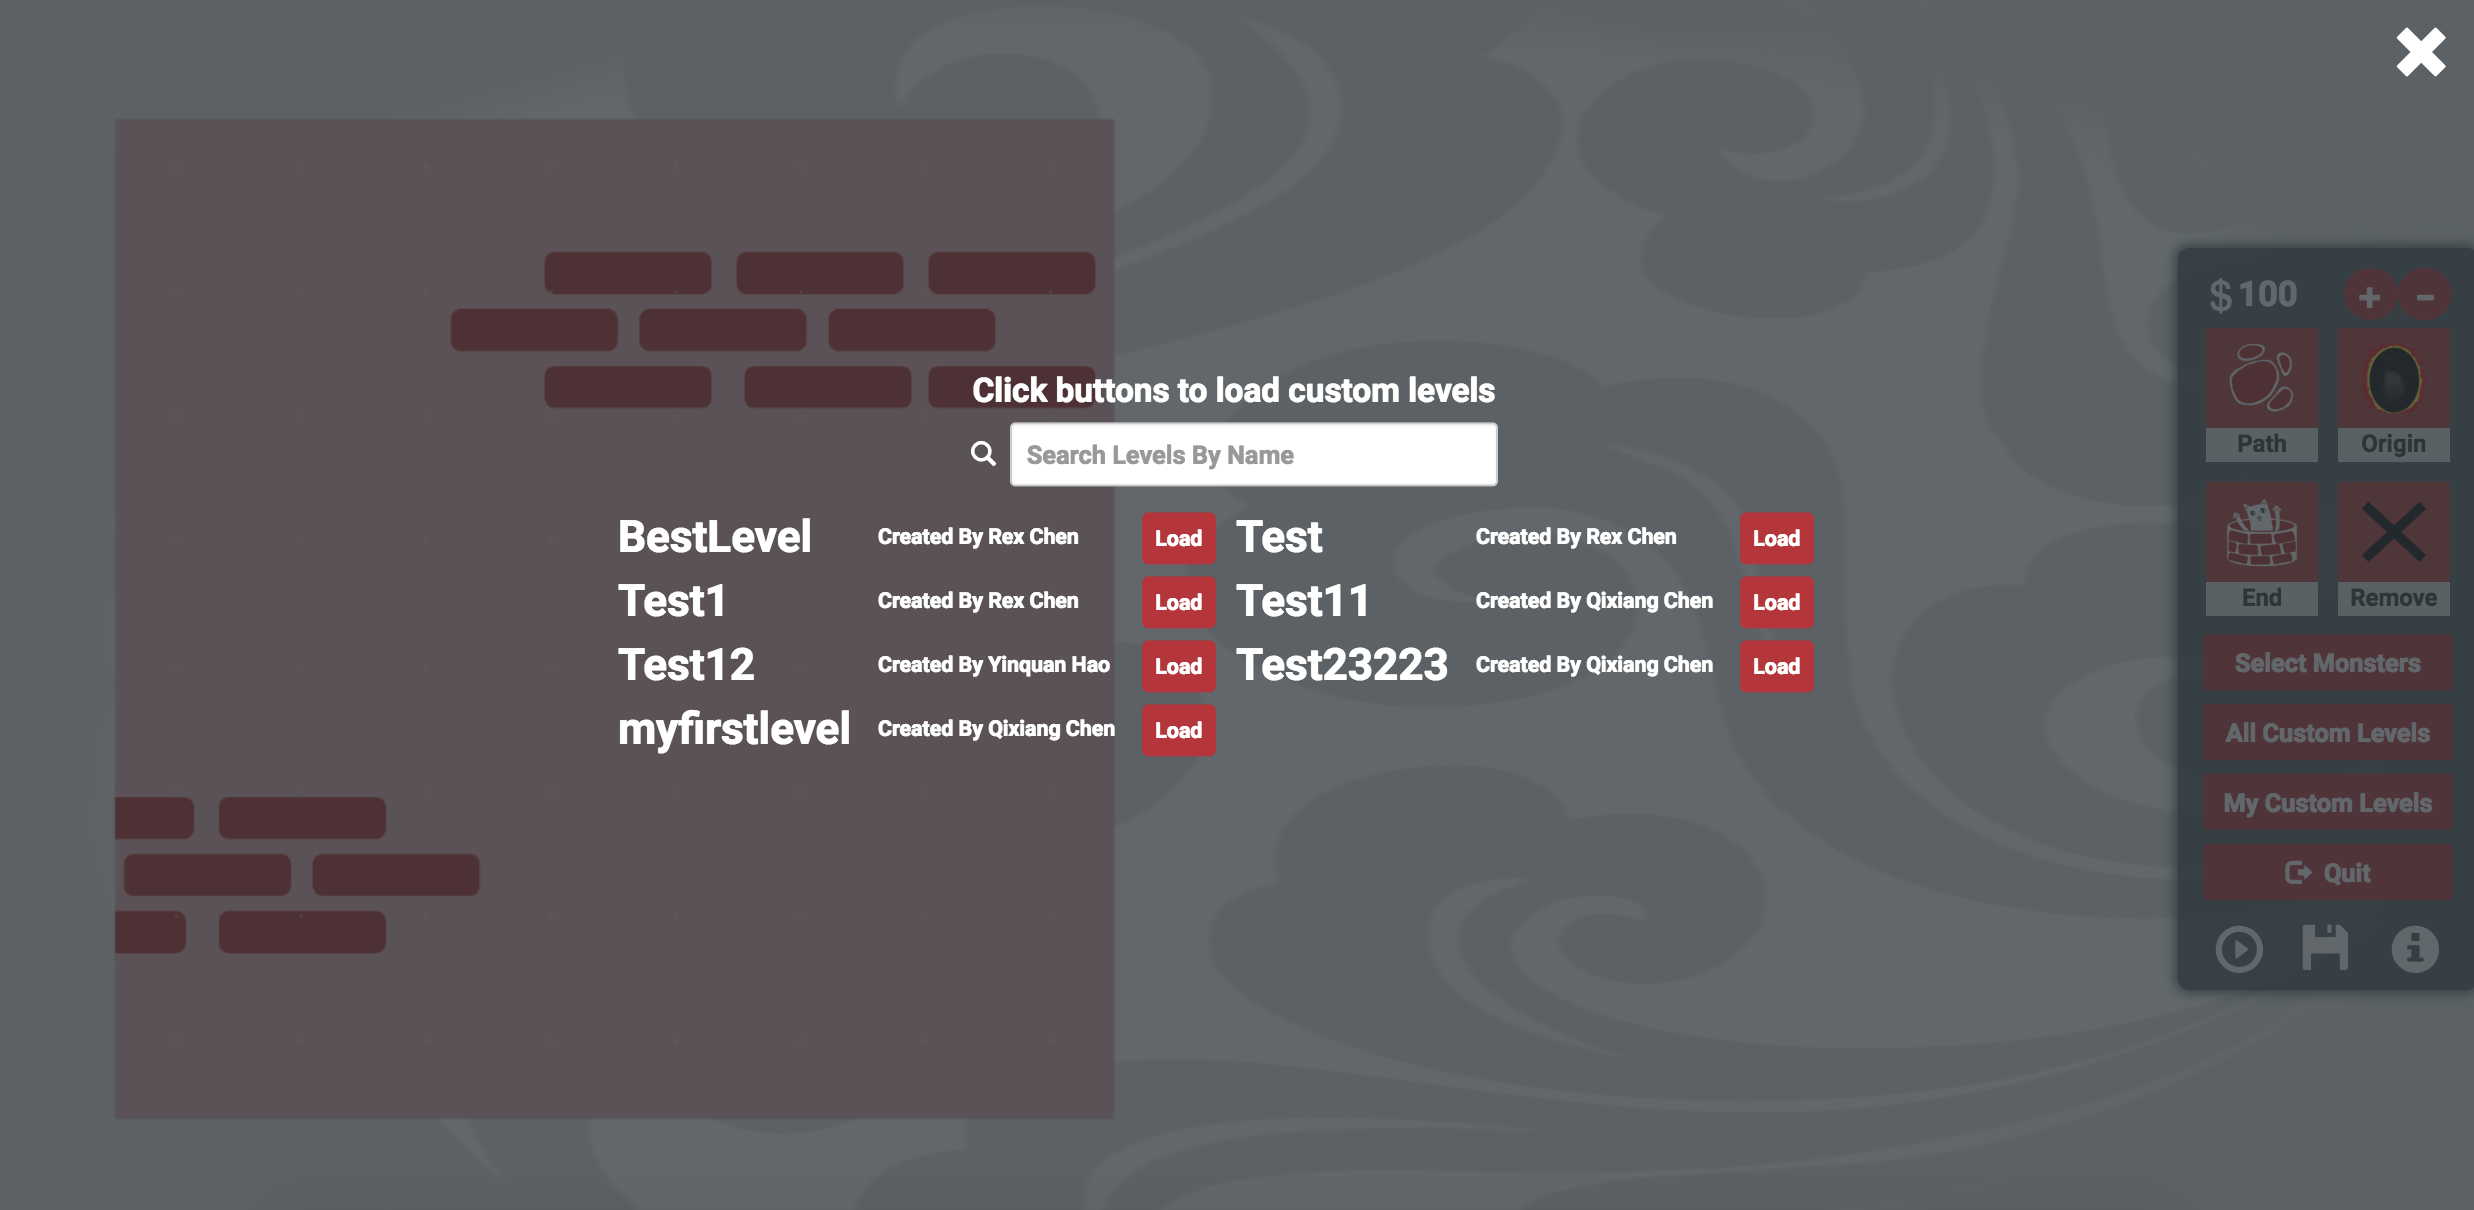 Click buttons to load custom levels
Search Levels By Name
BestLevel Created By Rex Chen Load Test Created By Rex Chen Load
Test1 Created By Rex Chen Load Test11 Created By Qixiang Chen Load
Test12 Created By Yinquan Hao Load Test23223 Created By Qixiang Chen Load
myfirstlevel Created By Qixiang Chen Load
$ 100 + -
Path Origin
End Remove
Select Monsters
All Custom Levels
My Custom Levels
Quit